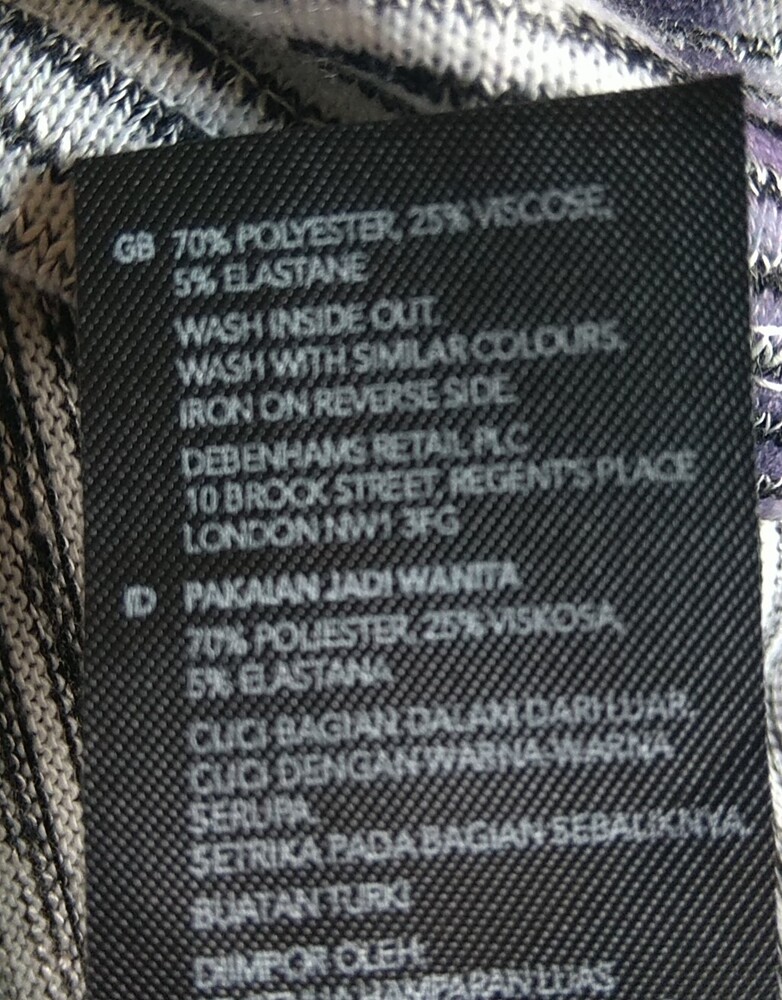 GB 70% POLYESTER, 25% VISCOSE,
5% ELASTANE
WASH INSIDE OUT.
WASH WITH SIMILAR COLOURS.
IRON ON REVERSE SIDE.
DEBENHAMS RETAIL PLC
10 BROCK STREET, REGENT'S PLACE
LONDON NW1 3FG
ID PAKAIAN JADI WANITA
70% POLIESTER, 25% VISKOSA,
5% ELASTANA
CUCI BAGIAN DALAM DARI LUAR.
CUCI DENGAN WARNA-WARNA
SERUPA.
SETRIKA PADA BAGIAN SEBALIKNYA.
BUATAN TURKI
DIIMPOR OLEH:
HAMPARAN LUAS